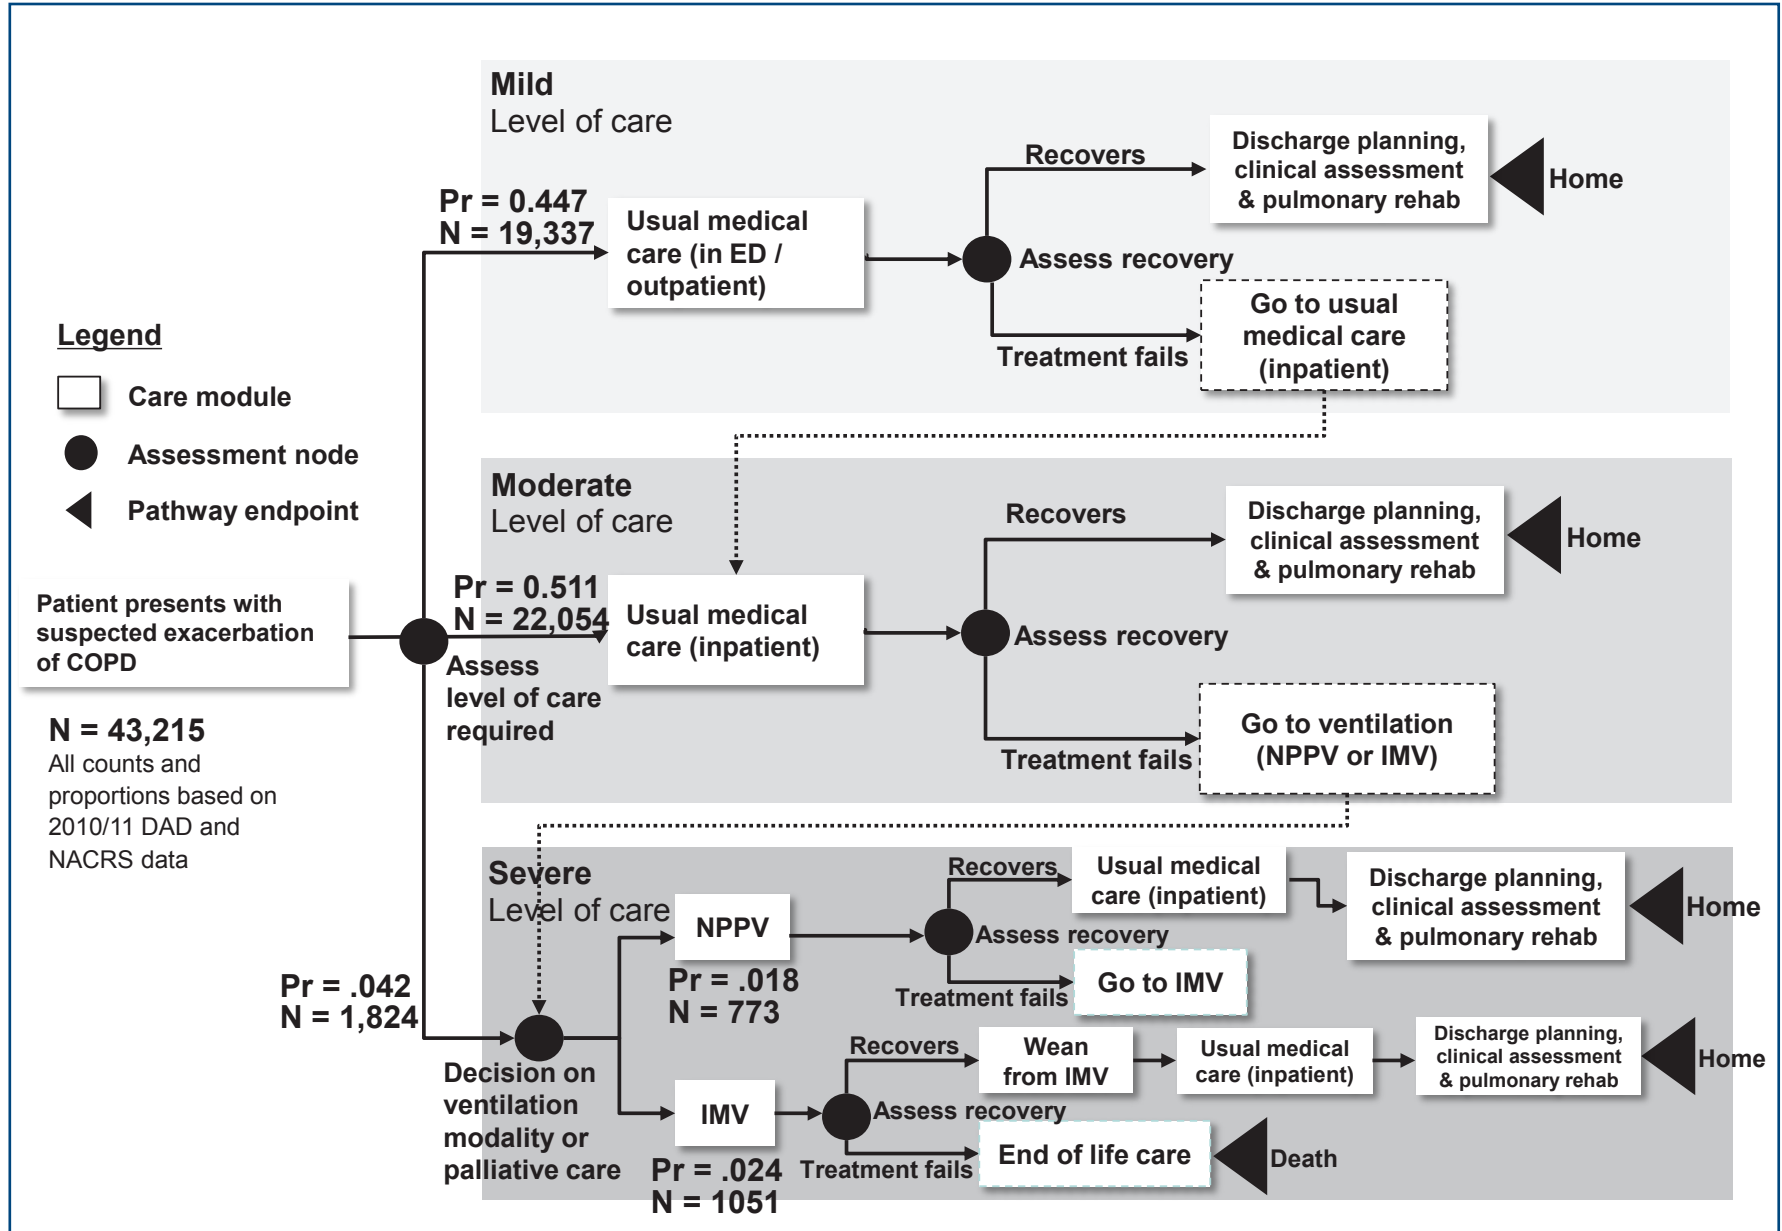 Mild
Level of care
Pr = 0.447
N = 19,337
Usual medical
care (in ED /
outpatient)
Recovers
Discharge planning,
clinical assessment
& pulmonary rehab
Home
Assess recovery
Treatment fails
Go to usual
medical care
(inpatient)
Legend
Care module
Assessment node
Pathway endpoint
Moderate
Level of care
Patient presents with
suspected exacerbation
of COPD
N = 43,215
All counts and
proportions based on
2010/11 DAD and
NACRS data
Pr = 0.511
N = 22,054
Assess
level of care
required
Usual medical
care (inpatient)
Recovers
Discharge planning,
clinical assessment
& pulmonary rehab
Home
Assess recovery
Treatment fails
Go to ventilation
(NPPV or IMV)
Severe
Level of care
Pr = .042
N = 1,824
Decision on
ventilation
modality or
palliative care
NPPV
Pr = .018
N = 773
Recovers
Usual medical
care (inpatient)
Discharge planning,
clinical assessment
& pulmonary rehab
Home
Assess recovery
Treatment fails
Go to IMV
IMV
Pr = .024
N = 1051
Recovers
Wean
from IMV
Usual medical
care (inpatient)
Discharge planning,
clinical assessment
& pulmonary rehab
Home
Assess recovery
Treatment fails
End of life care
Death